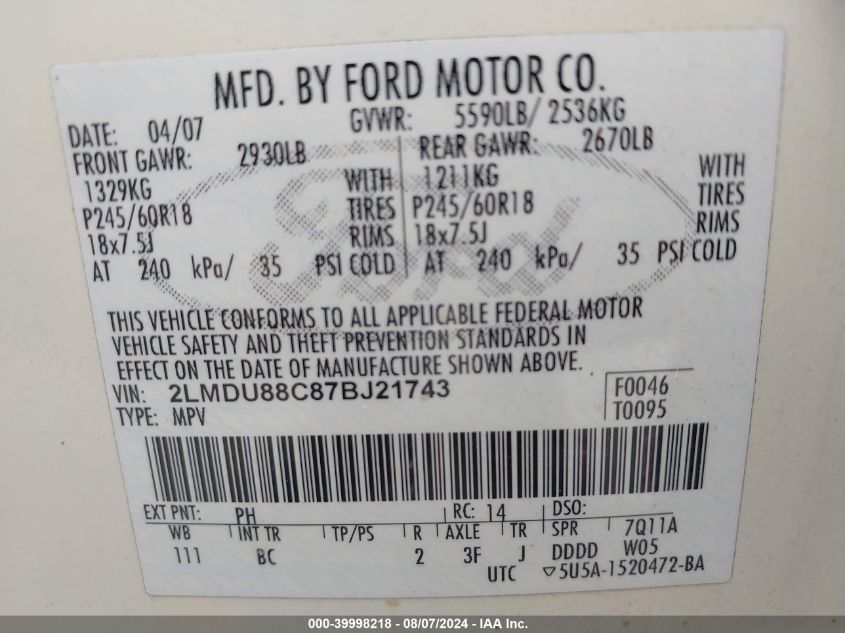 MFD. BY FORD MOTOR CO.
DATE: 04/07 GVWR: 5590LB/ 2536KG
FRONT GAWR: 2930LB REAR GAWR: 2670LB
1329KG WITH 1211KG WITH
P245/60R18 TIRES P245/60R18 TIRES
18x7.5J RIMS 18x7.5J RIMS
AT 240 kPa/ 35 PSI COLD AT 240 kPa/ 35 PSI COLD
Ford
THIS VEHICLE CONFORMS TO ALL APPLICABLE FEDERAL MOTOR
VEHICLE SAFETY AND THEFT PREVENTION STANDARDS IN
EFFECT ON THE DATE OF MANUFACTURE SHOWN ABOVE.
VIN: 2LMDU88C87BJ21743 F0046
TYPE: MPV T0095
EXT PNT: PH RC: 14 DSO:
WB INT TR TP/PS R AXLE TR SPR 7Q11A
111 BC 2 3F J DDDD W05
UTC ▽5U5A-1520472-BA
000-39998218 - 08/07/2024 - IAA Inc.